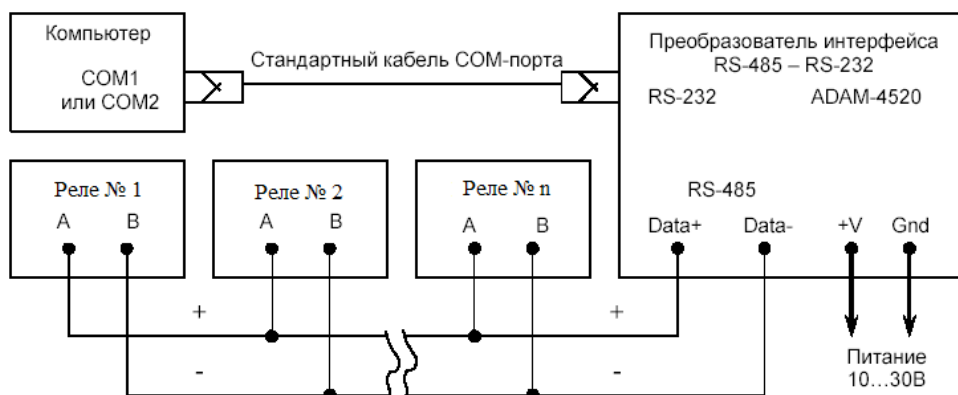 Компьютер
COM1
или COM2
Стандартный кабель COM-порта
Преобразователь интерфейса
RS-485 – RS-232
RS-232 ADAM-4520
Реле № 1
A B
Реле № 2
A B
Реле № n
A B
RS-485
Data+ Data- +V Gnd
+ +
- -
Питание
10...30В